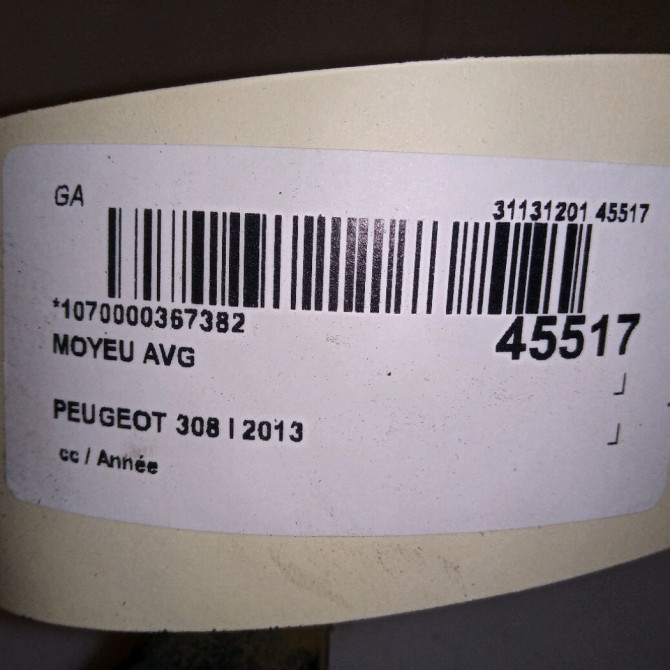 GA
31131201 45517
*1070000367382
45517
MOYEU AVG
PEUGEOT 308 I 2013
cc / Année